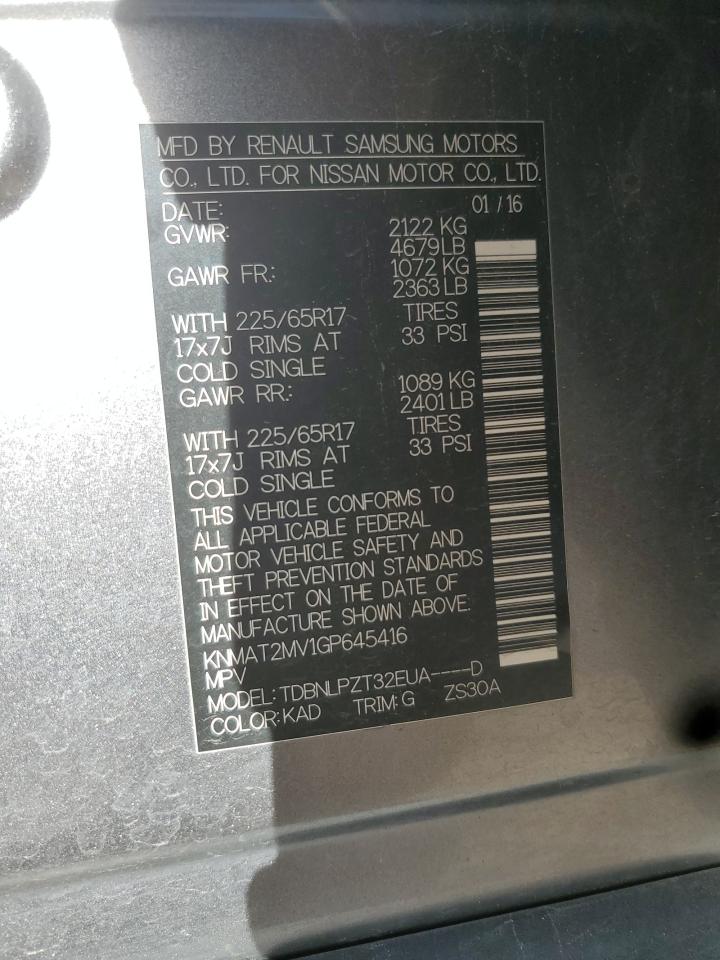 MFD BY RENAULT SAMSUNG MOTORS
CO., LTD. FOR NISSAN MOTOR CO., LTD.
DATE: 01 / 16
GVWR: 2122 KG
4679 LB
GAWR FR.: 1072 KG
2363 LB
WITH 225/65R17 TIRES
17x7J RIMS AT 33 PSI
COLD SINGLE
GAWR RR.: 1089 KG
2401 LB
WITH 225/65R17 TIRES
17x7J RIMS AT 33 PSI
COLD SINGLE
THIS VEHICLE CONFORMS TO
ALL APPLICABLE FEDERAL
MOTOR VEHICLE SAFETY AND
THEFT PREVENTION STANDARDS
IN EFFECT ON THE DATE OF
MANUFACTURE SHOWN ABOVE.
KNMAT2MV1GP645416
MPV
MODEL: TDBNLPZT32EUA----D
COLOR: KAD TRIM: G ZS30A